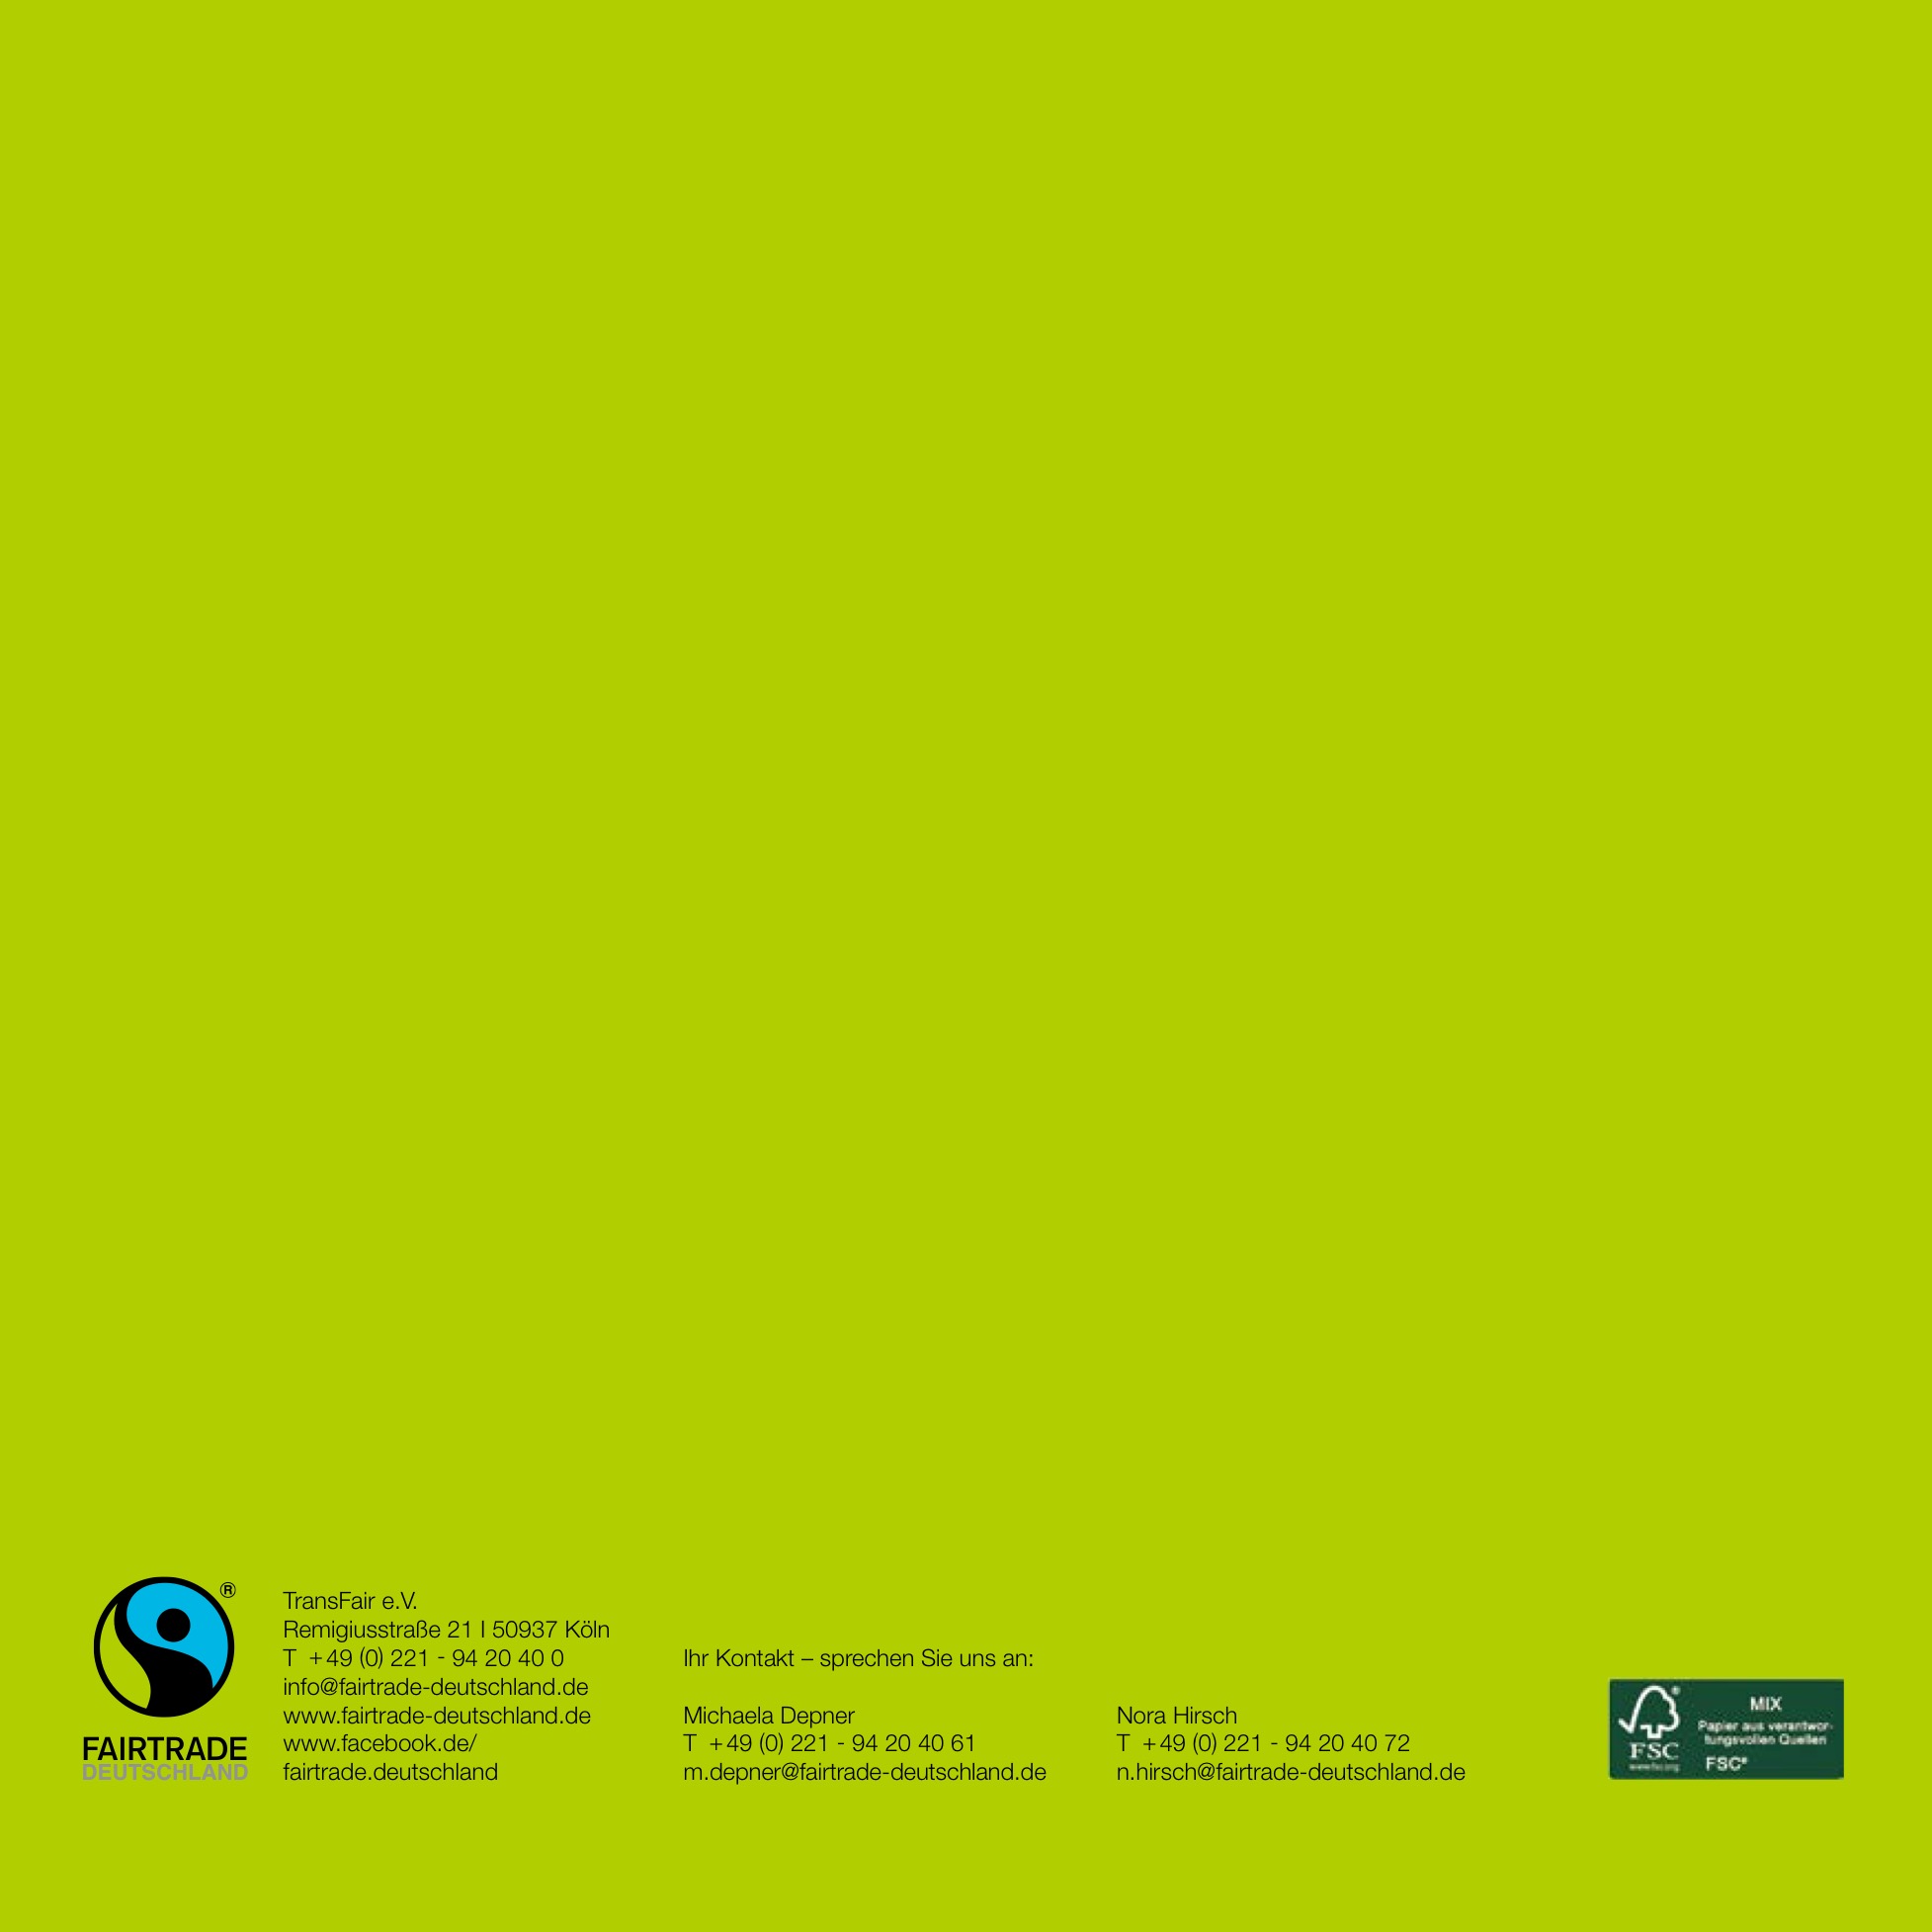 ®
FAIRTRADE
DEUTSCHLAND
TransFair e.V.
Remigiusstraße 21 I 50937 Köln
T +49 (0) 221 - 94 20 40 0
info@fairtrade-deutschland.de
www.fairtrade-deutschland.de
www.facebook.de/
fairtrade.deutschland
Ihr Kontakt – sprechen Sie uns an:
Michaela Depner
T +49 (0) 221 - 94 20 40 61
m.depner@fairtrade-deutschland.de
Nora Hirsch
T +49 (0) 221 - 94 20 40 72
n.hirsch@fairtrade-deutschland.de
®
FSC
www.fsc.org
MIX
Papier aus verantwor-
tungsvollen Quellen
FSC®